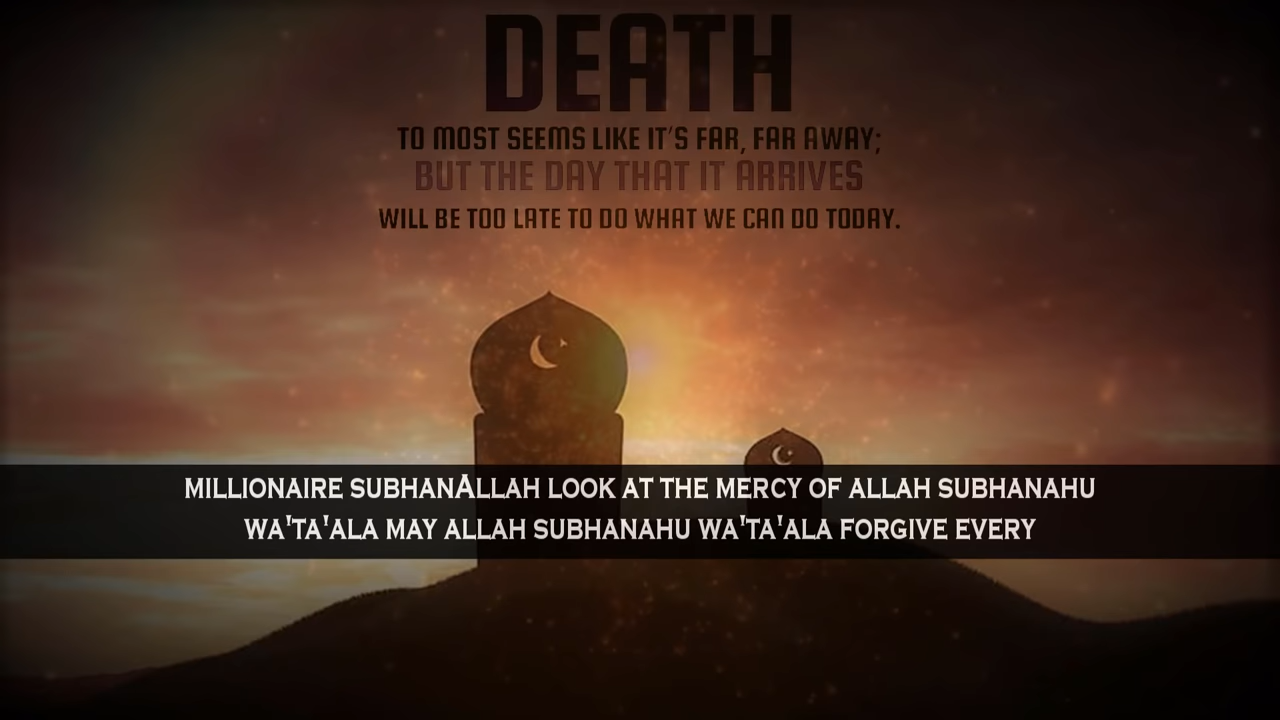 DEATH
TO MOST SEEMS LIKE IT'S FAR, FAR AWAY;
BUT THE DAY THAT IT ARRIVES
WILL BE TOO LATE TO DO WHAT WE CAN DO TODAY.
MILLIONAIRE SUBHANALLAH LOOK AT THE MERCY OF ALLAH SUBHANAHU
WA'TA'ALA MAY ALLAH SUBHANAHU WA'TA'ALA FORGIVE EVERY